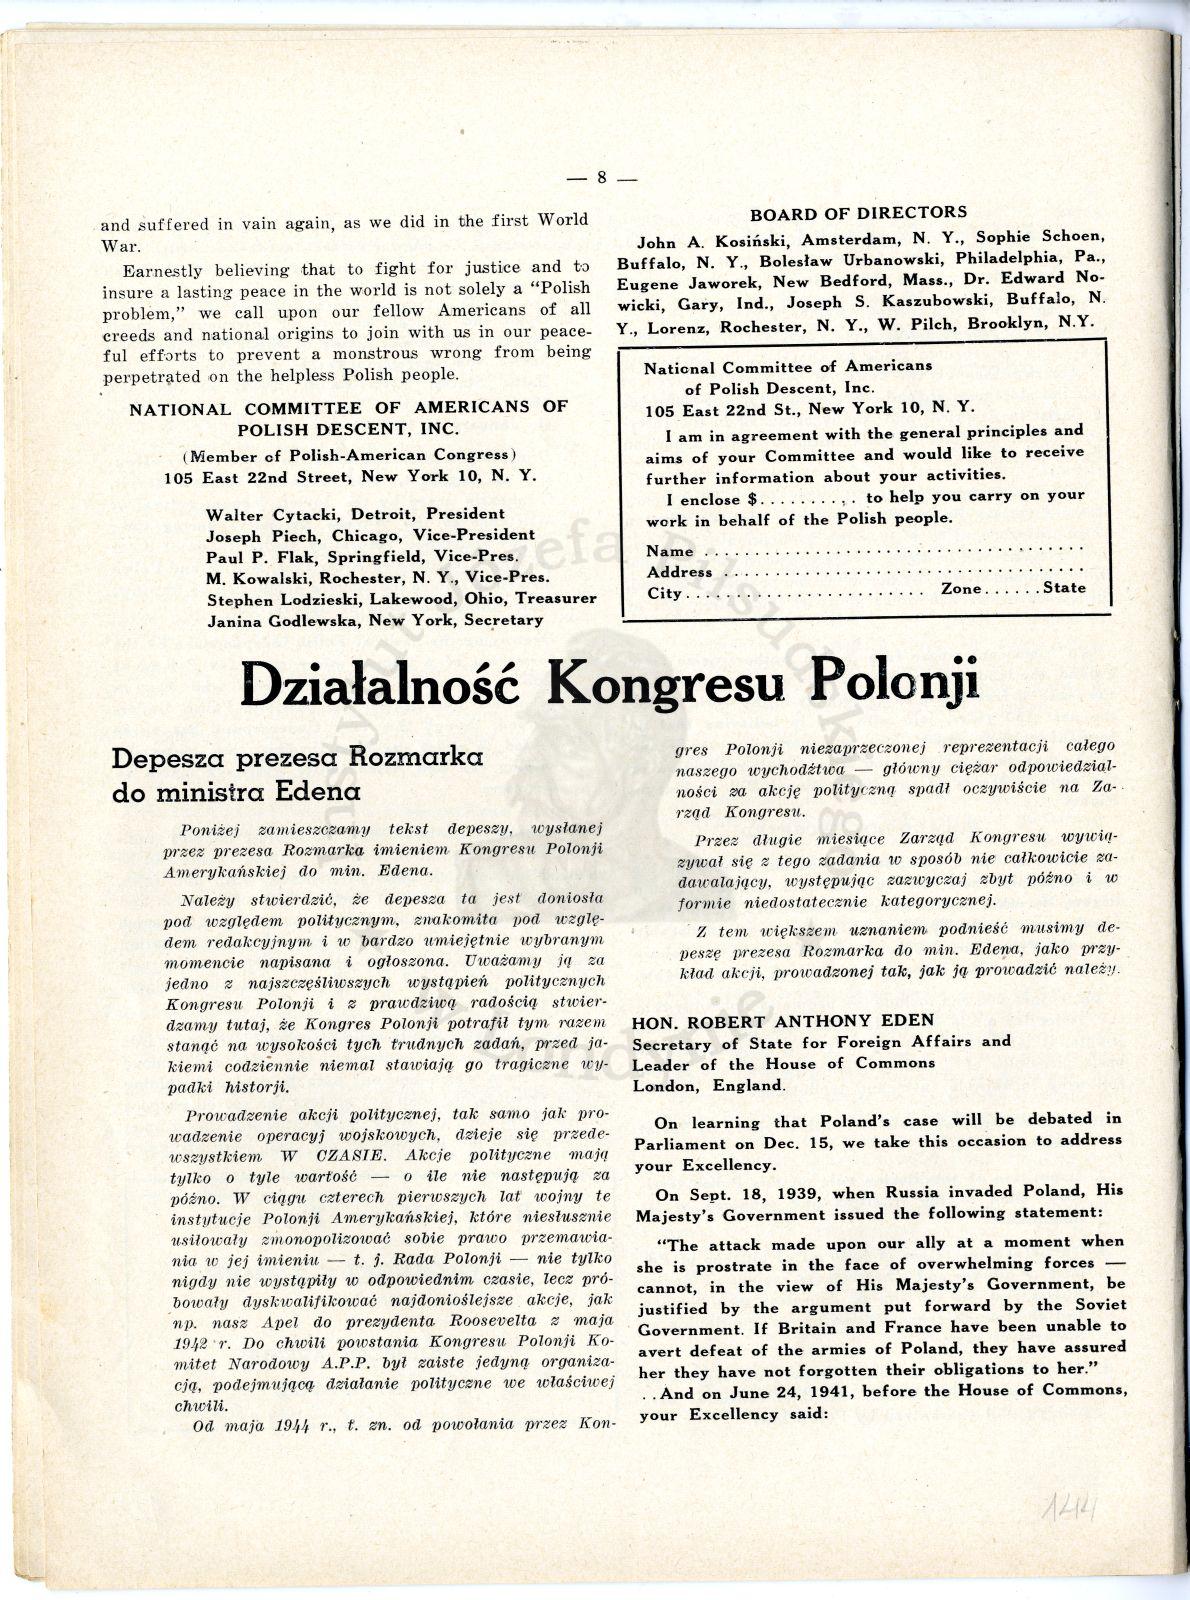 — 8 —
and suffered in vain again, as we did in the first World
War.
Earnestly believing that to fight for justice and to
insure a lasting peace in the world is not solely a “Polish
problem,” we call upon our fellow Americans of all
creeds and national origins to join with us in our peace-
ful efforts to prevent a monstrous wrong from being
perpetrated on the helpless Polish people.
NATIONAL COMMITTEE OF AMERICANS OF
POLISH DESCENT, INC.
(Member of Polish-American Congress)
105 East 22nd Street, New York 10, N. Y.
Walter Cytacki, Detroit, President
Joseph Piech, Chicago, Vice-President
Paul P. Flak, Springfield, Vice-Pres.
M. Kowalski, Rochester, N. Y., Vice-Pres.
Stephen Lodzieski, Lakewood, Ohio, Treasurer
Janina Godlewska, New York, Secretary
BOARD OF DIRECTORS
John A. Kosiński, Amsterdam, N. Y., Sophie Schoen,
Buffalo, N. Y., Bolesław Urbanowski, Philadelphia, Pa.,
Eugene Jaworek, New Bedford, Mass., Dr. Edward No-
wicki, Gary, Ind., Joseph S. Kaszubowski, Buffalo, N.
Y., Lorenz, Rochester, N. Y., W. Pilch, Brooklyn, N.Y.
National Committee of Americans
of Polish Descent, Inc.
105 East 22nd St., New York 10, N. Y.
I am in agreement with the general principles and
aims of your Committee and would like to receive
further information about your activities.
I enclose $.......... to help you carry on your
work in behalf of the Polish people.
Name ......................................
Address ....................................
City........................ Zone......State
Działalność Kongresu Polonji
Depesza prezesa Rozmarka
do ministra Edena
Poniżej zamieszczamy tekst depeszy, wysłanej
przez prezesa Rozmarka imieniem Kongresu Polonji
Amerykańskiej do min. Edena.
Należy stwierdzić, że depesza ta jest doniosła
pod względem politycznym, znakomita pod wzglę-
dem redakcyjnym i w bardzo umiejętnie wybranym
momencie napisana i ogłoszona. Uważamy ją za
jedno z najszczęśliwszych wystąpień politycznych
Kongresu Polonji i z prawdziwą radością stwier-
dzamy tutaj, że Kongres Polonji potrafił tym razem
stanąć na wysokości tych trudnych zadań, przed ja-
kiemi codziennie niemal stawiają go tragiczne wy-
padki historji.
Prowadzenie akcji politycznej, tak samo jak pro-
wadzenie operacyj wojskowych, dzieje się przede-
wszystkiem W CZASIE. Akcje polityczne mają
tylko o tyle wartość — o ile nie następują za
późno. W ciągu czterech pierwszych lat wojny te
instytucje Polonji Amerykańskiej, które niesłusznie
usiłowały zmonopolizować sobie prawo przemawia-
nia w jej imieniu — t. j. Rada Polonji — nie tylko
nigdy nie wystąpiły w odpowiednim czasie, lecz pró-
bowały dyskwalifikować najdonioślejsze akcje, jak
np. nasz Apel do prezydenta Roosevelta z maja
1942 r. Do chwili powstania Kongresu Polonji Ko-
mitet Narodowy A.P.P. był zaiste jedyną organiza-
cją, podejmującą działanie polityczne we właściwej
chwili.
Od maja 1944 r., t. zn. od powołania przez Kon-
gres Polonji niezaprzeczonej reprezentacji całego
naszego wychodźtwa — główny ciężar odpowiedzial-
ności za akcję polityczną spadł oczywiście na Za-
rząd Kongresu.
Przez długie miesiące Zarząd Kongresu wywią-
zywał się z tego zadania w sposób nie całkowicie za-
dawalający, występując zazwyczaj zbyt późno i w
formie niedostatecznie kategorycznej.
Z tem większem uznaniem podnieść musimy de-
peszę prezesa Rozmarka do min. Edena, jako przy-
kład akcji, prowadzonej tak, jak ją prowadzić należy.
HON. ROBERT ANTHONY EDEN
Secretary of State for Foreign Affairs and
Leader of the House of Commons
London, England.
On learning that Poland's case will be debated in
Parliament on Dec. 15, we take this occasion to address
your Excellency.
On Sept. 18, 1939, when Russia invaded Poland, His
Majesty's Government issued the following statement:
“The attack made upon our ally at a moment when
she is prostrate in the face of overwhelming forces —
cannot, in the view of His Majesty's Government, be
justified by the argument put forward by the Soviet
Government. If Britain and France have been unable to
avert defeat of the armies of Poland, they have assured
her they have not forgotten their obligations to her.”
..And on June 24, 1941, before the House of Commons,
your Excellency said:
144